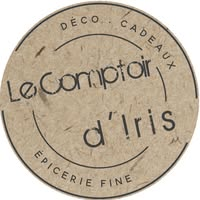 DÉCO . CADEAUX
Le Comptoir
d'Iris
ÉPICERIE FINE